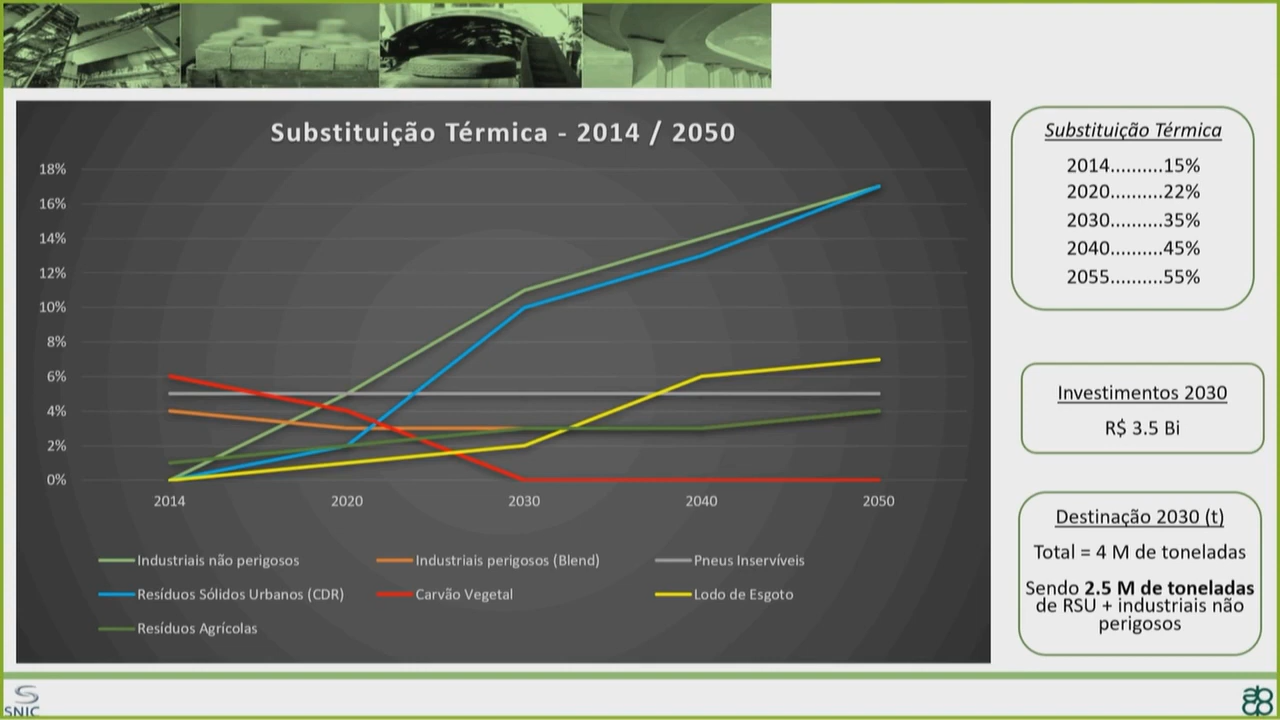 Substituição Térmica - 2014 / 2050
18%
16%
14%
12%
10%
8%
6%
4%
2%
0%
2014 2020 2030 2040 2050
Industriais não perigosos
Industriais perigosos (Blend)
Pneus Inservíveis
Resíduos Sólidos Urbanos (CDR)
Carvão Vegetal
Lodo de Esgoto
Resíduos Agrícolas
Substituição Térmica
2014..........15%
2020..........22%
2030..........35%
2040..........45%
2055..........55%
Investimentos 2030
R$ 3.5 Bi
Destinação 2030 (t)
Total = 4 M de toneladas
Sendo 2.5 M de toneladas
de RSU + industriais não
perigosos
SNIC